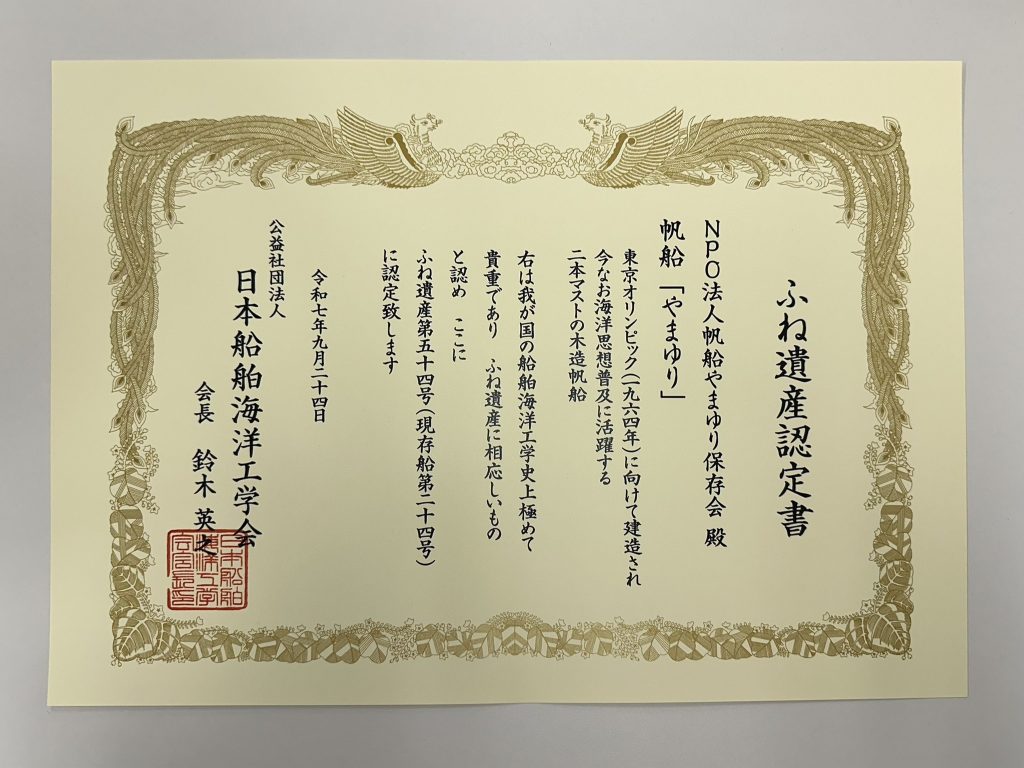 ふね遺産認定書
NPO法人帆船やまゆり保存会 殿
帆船「やまゆり」
東京オリンピック(一九六四年)に向けて建造され
今なお海洋思想普及に活躍する
二本マストの木造帆船
右は我が国の船舶海洋工学史上極めて
貴重であり ふね遺産に相応しいもの
と認め ここに
ふね遺産第五十四号(現存船第二十四号)
に認定致します
令和七年九月二十四日
公益社団法人
日本船舶海洋工学会
会長 鈴木 英之